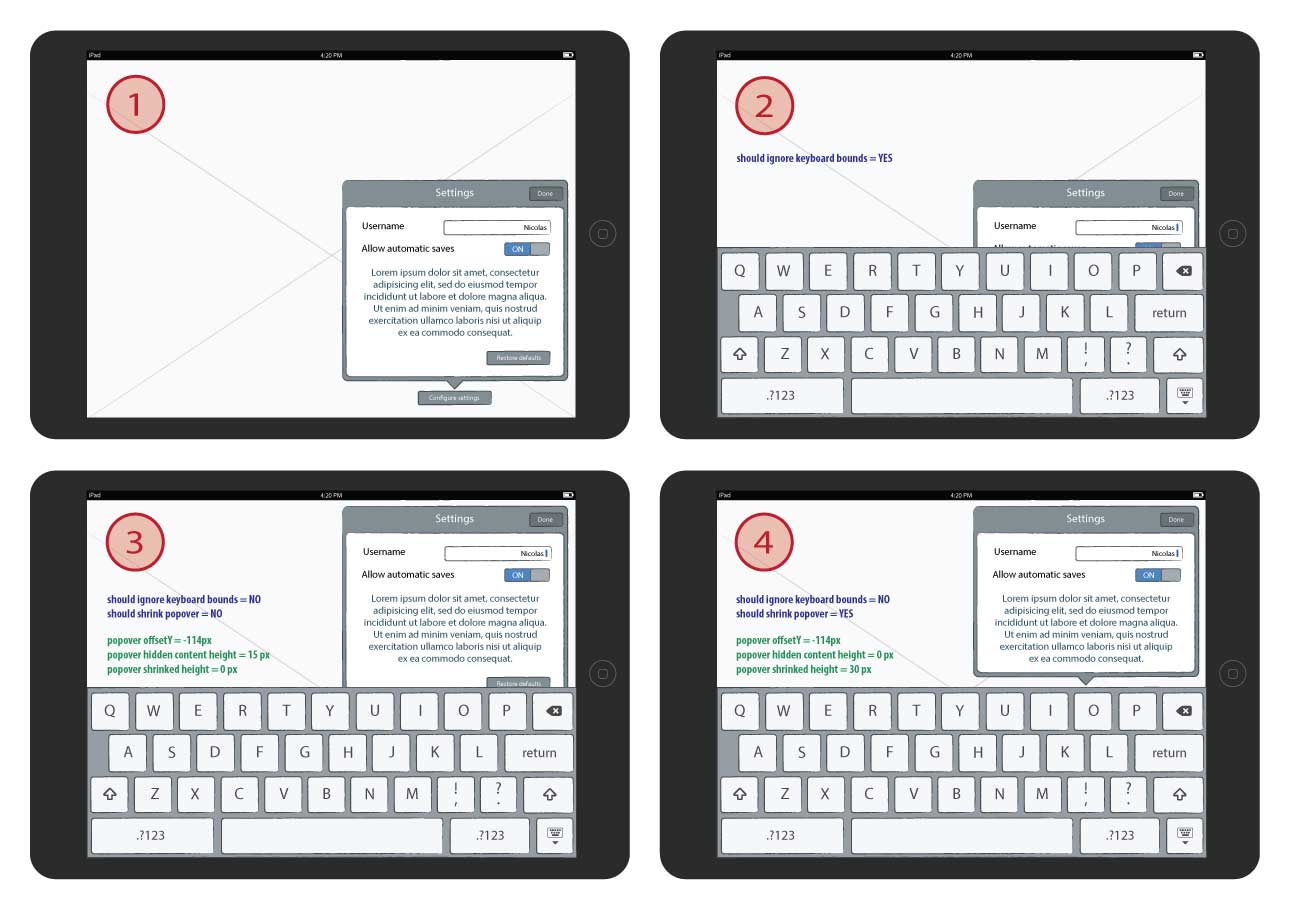 iPad 4:20 PM
1
Settings Done
Username Nicolas
Allow automatic saves ON
Lorem ipsum dolor sit amet, consectetur
adipisicing elit, sed do eiusmod tempor
incididunt ut labore et dolore magna aliqua.
Ut enim ad minim veniam, quis nostrud
exercitation ullamco laboris nisi ut aliquip
ex ea commodo consequat.
Restore defaults
Configure settings
iPad 4:20 PM
2
should ignore keyboard bounds = YES
Settings Done
Username Nicolas
Allow automatic saves
Q W E R T Y U I O P
A S D F G H J K L return
Z X C V B N M ! , ? .
.?123 .?123
iPad 4:20 PM
3
Settings Done
Username Nicolas
Allow automatic saves ON
should ignore keyboard bounds = NO
should shrink popover = NO
popover offsetY = -114px
popover hidden content height = 15 px
popover shrinked height = 0 px
Lorem ipsum dolor sit amet, consectetur
adipisicing elit, sed do eiusmod tempor
incididunt ut labore et dolore magna aliqua.
Ut enim ad minim veniam, quis nostrud
exercitation ullamco laboris nisi ut aliquip
ex ea commodo consequat.
Restore defaults
Q W E R T Y U I O P
A S D F G H J K L return
Z X C V B N M ! , ? .
.?123 .?123
iPad 4:20 PM
4
Settings Done
Username Nicolas
Allow automatic saves ON
should ignore keyboard bounds = NO
should shrink popover = YES
popover offsetY = -114px
popover hidden content height = 0 px
popover shrinked height = 30 px
Lorem ipsum dolor sit amet, consectetur
adipisicing elit, sed do eiusmod tempor
incididunt ut labore et dolore magna aliqua.
Ut enim ad minim veniam, quis nostrud
exercitation ullamco laboris nisi ut aliquip
ex ea commodo consequat.
Q W E R T Y U I O P
A S D F G H J K L return
Z X C V B N M ! , ? .
.?123 .?123